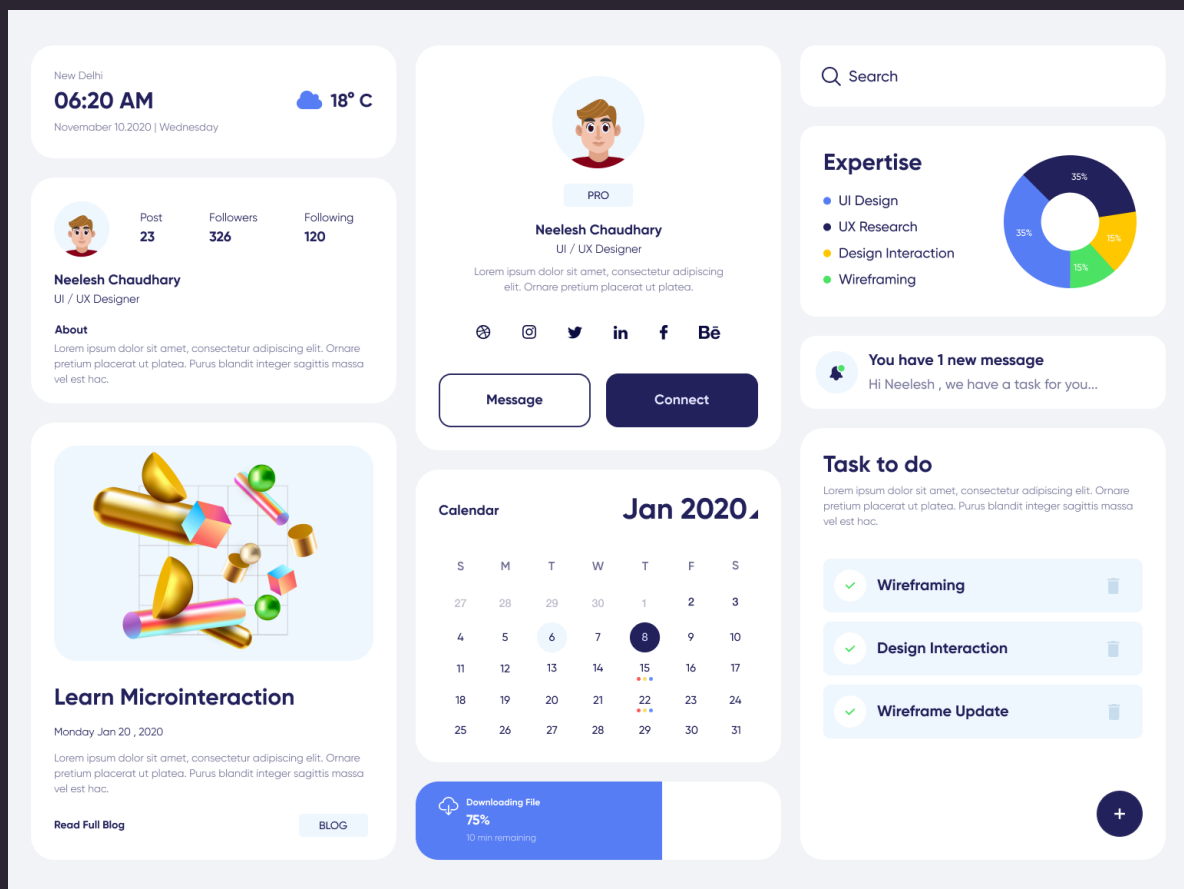 New Delhi
06:20 AM
18° C
Novemaber 10.2020 | Wednesday
Post
Followers
Following
23
326
120
Neelesh Chaudhary
UI / UX Designer
About
Lorem ipsum dolor sit amet, consectetur adipiscing elit. Ornare
pretium placerat ut platea. Purus blandit integer sagittis massa
vel est hac.
Learn Microinteraction
Monday Jan 20 , 2020
Lorem ipsum dolor sit amet, consectetur adipiscing elit. Ornare
pretium placerat ut platea. Purus blandit integer sagittis massa
vel est hac.
Read Full Blog
BLOG
PRO
Neelesh Chaudhary
UI / UX Designer
Lorem ipsum dolor sit amet, consectetur adipiscing
elit. Ornare pretium placerat ut platea.
in f Bē
Message
Connect
Calendar
Jan 2020
S M T W T F S
27 28 29 30 1 2 3
4 5 6 7 8 9 10
11 12 13 14 15 16 17
18 19 20 21 22 23 24
25 26 27 28 29 30 31
Downloading File
75%
10 min remaining
Search
Expertise
UI Design
UX Research
Design Interaction
Wireframing
35%
35%
15%
15%
You have 1 new message
Hi Neelesh , we have a task for you...
Task to do
Lorem ipsum dolor sit amet, consectetur adipiscing elit. Ornare
pretium placerat ut platea. Purus blandit integer sagittis massa
vel est hac.
Wireframing
Design Interaction
Wireframe Update
+